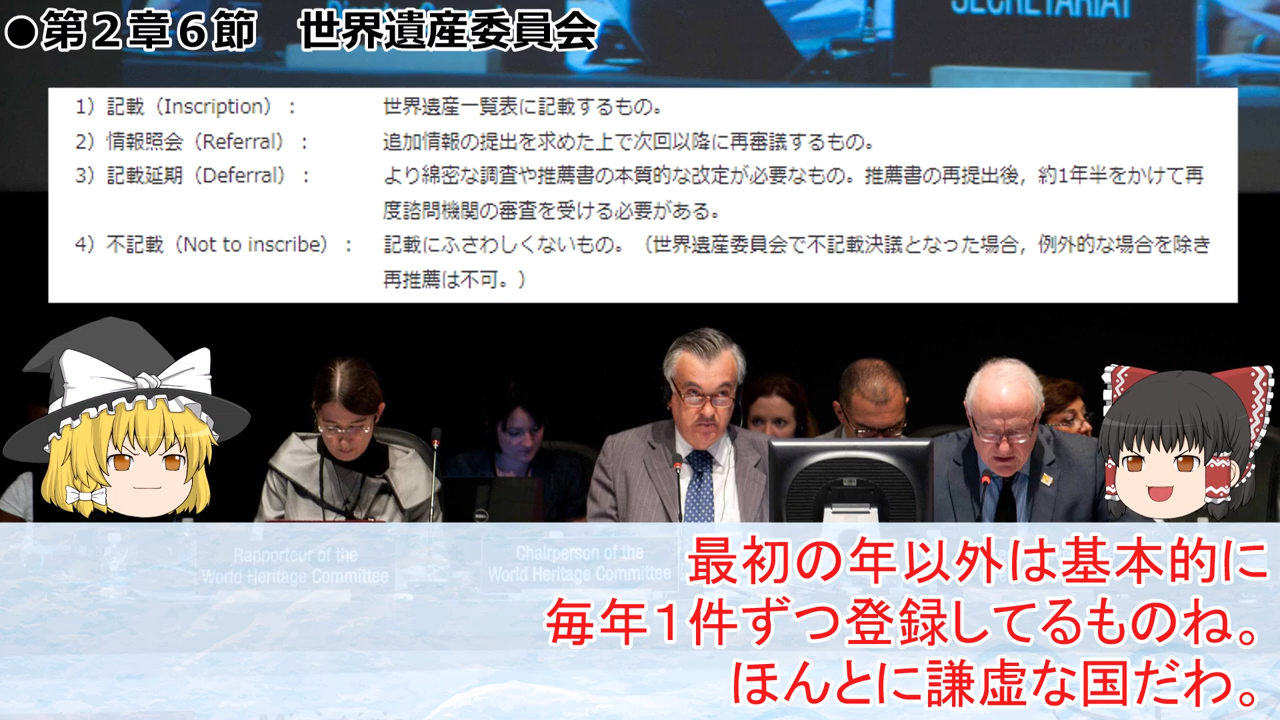 ●第２章６節　世界遺産委員会
SECRETARIAT
1）記載（Inscription）： 世界遺産一覧表に記載するもの。
2）情報照会（Referral）： 追加情報の提出を求めた上で次回以降に再審議するもの。
3）記載延期（Deferral）： より綿密な調査や推薦書の本質的な改定が必要なもの。推薦書の再提出後，約1年半をかけて再
度諮問機関の審査を受ける必要がある。
4）不記載（Not to inscribe）： 記載にふさわしくないもの。（世界遺産委員会で不記載決議となった場合，例外的な場合を除き
再推薦は不可。）
Rapporteur of the
World Heritage Committee
Chairperson of the
World Heritage Committee
最初の年以外は基本的に
毎年１件ずつ登録してるものね。
ほんとに謙虚な国だわ。